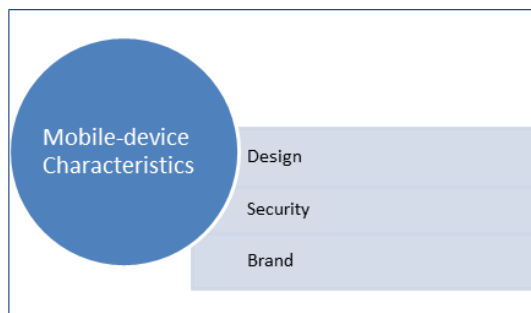 Mobile-device
Characteristics
Design
Security
Brand